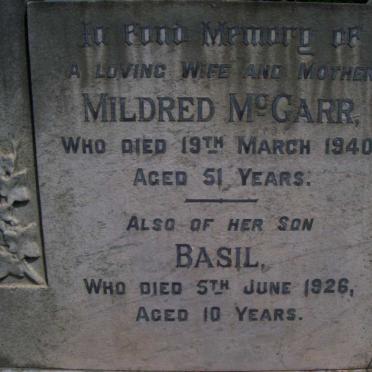 In Fond Memory of
A LOVING WIFE AND MOTHER
MILDRED McGARR,
WHO DIED 19TH MARCH 1940
AGED 51 YEARS.
ALSO OF HER SON
BASIL,
WHO DIED 5TH JUNE 1926,
AGED 10 YEARS.